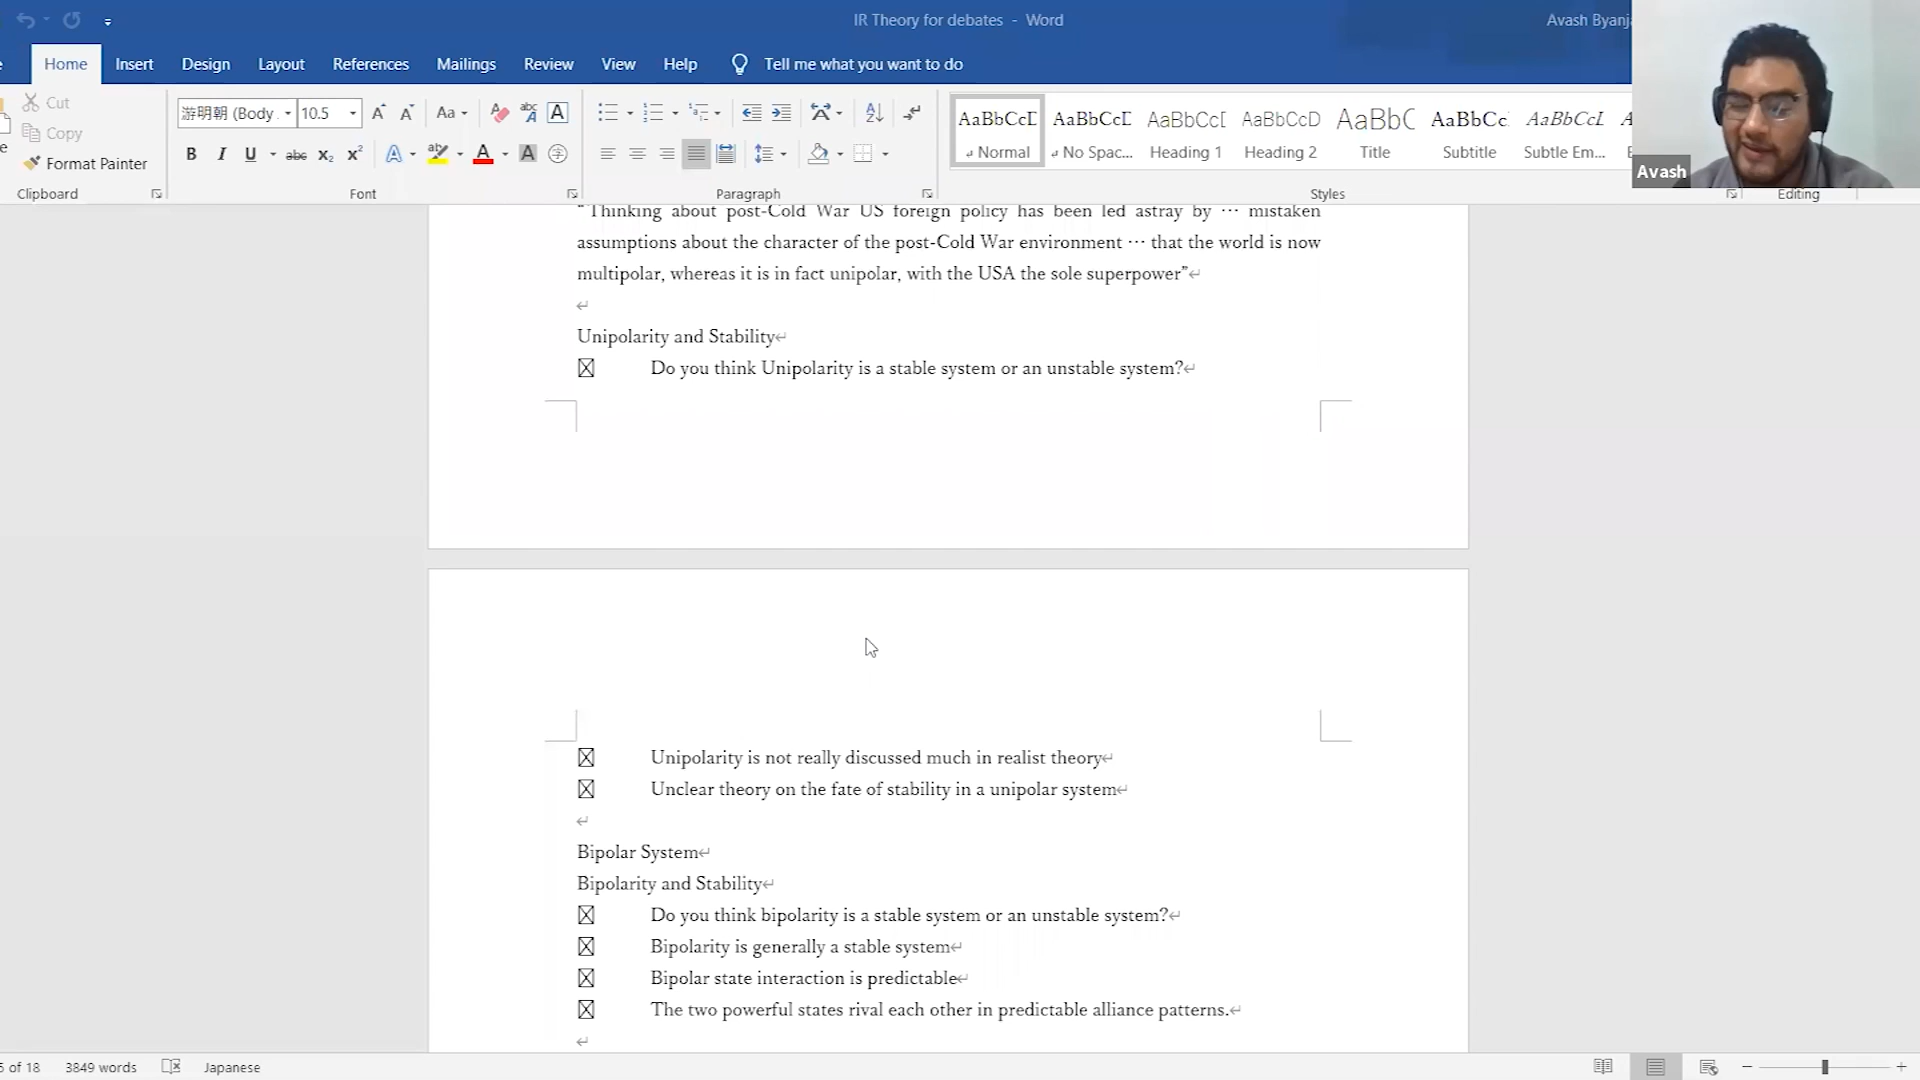 IR Theory for debates - Word
Avash
Home Insert Design Layout References Mailings Review View Help Tell me what you want to do
Cut
Copy
Format Painter
Clipboard
游明朝 (Body 10.5
Font
Paragraph
AaBbCcD AaBbCcD AaBbCcD AaBbCcD AaBbC AaBbCc AaBbCcL
Normal No Spac... Heading 1 Heading 2 Title Subtitle Subtle Em...
Styles
Editing
Avash
"Thinking about post-Cold War US foreign policy has been led astray by … mistaken
assumptions about the character of the post-Cold War environment … that the world is now
multipolar, whereas it is in fact unipolar, with the USA the sole superpower"
Unipolarity and Stability
Do you think Unipolarity is a stable system or an unstable system?
Unipolarity is not really discussed much in realist theory
Unclear theory on the fate of stability in a unipolar system
Bipolar System
Bipolarity and Stability
Do you think bipolarity is a stable system or an unstable system?
Bipolarity is generally a stable system
Bipolar state interaction is predictable
The two powerful states rival each other in predictable alliance patterns.
of 18 3849 words Japanese